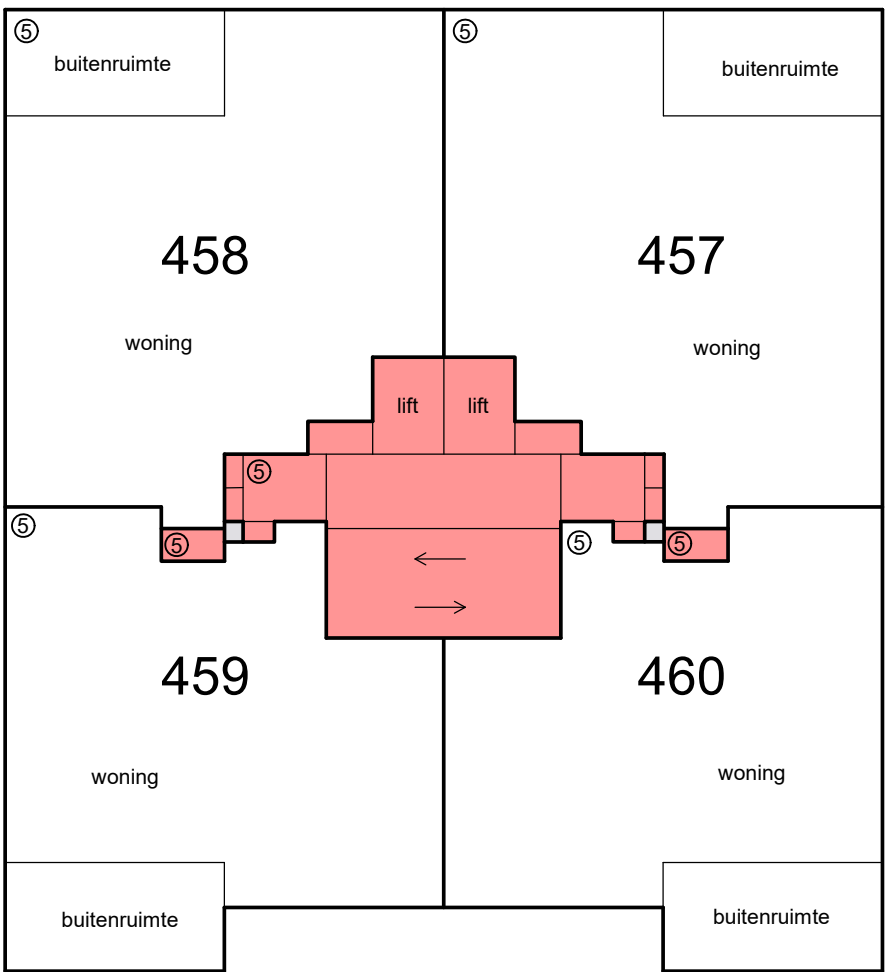 ⑤
buitenruimte
⑤
buitenruimte
458
457
woning
woning
lift
lift
⑤
⑤
⑤
⑤
⑤
459
460
woning
woning
buitenruimte
buitenruimte